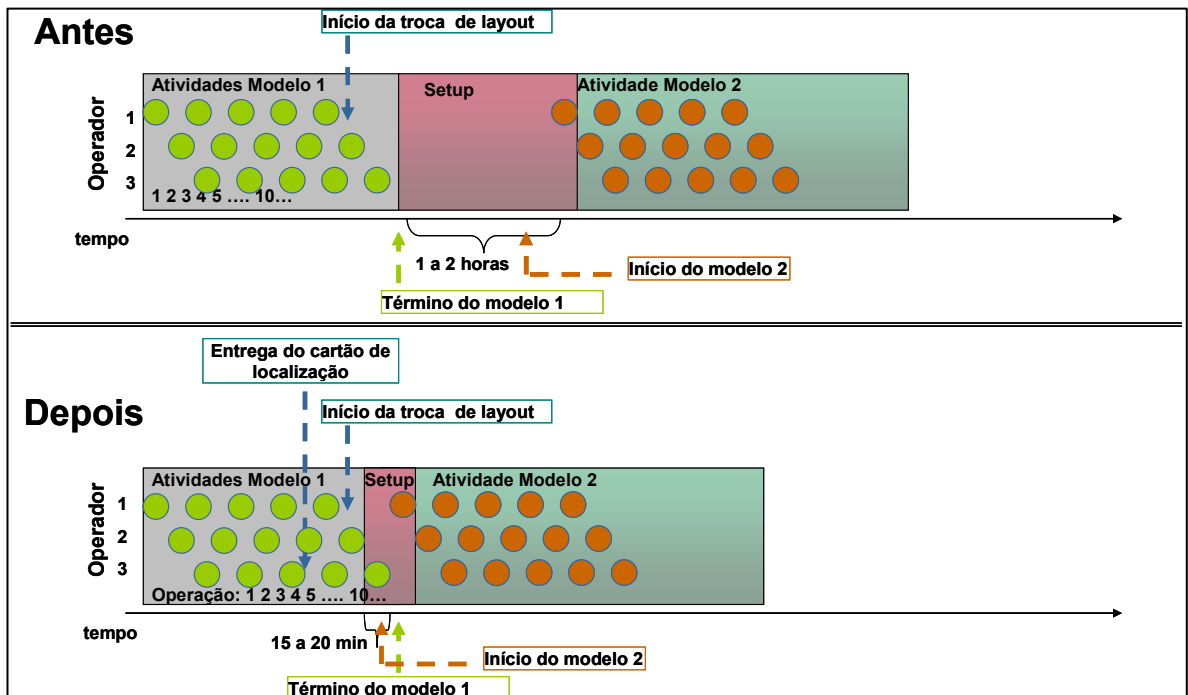 Antes
Início da troca de layout
Atividades Modelo 1
Setup
Atividade Modelo 2
Operador
1
2
3
1 2 3 4 5 .... 10...
tempo
1 a 2 horas
Início do modelo 2
Término do modelo 1
Entrega do cartão de
localização
Depois
Início da troca de layout
Atividades Modelo 1
Setup
Atividade Modelo 2
Operador
1
2
3
Operação: 1 2 3 4 5 .... 10...
tempo
15 a 20 min
Início do modelo 2
Término do modelo 1